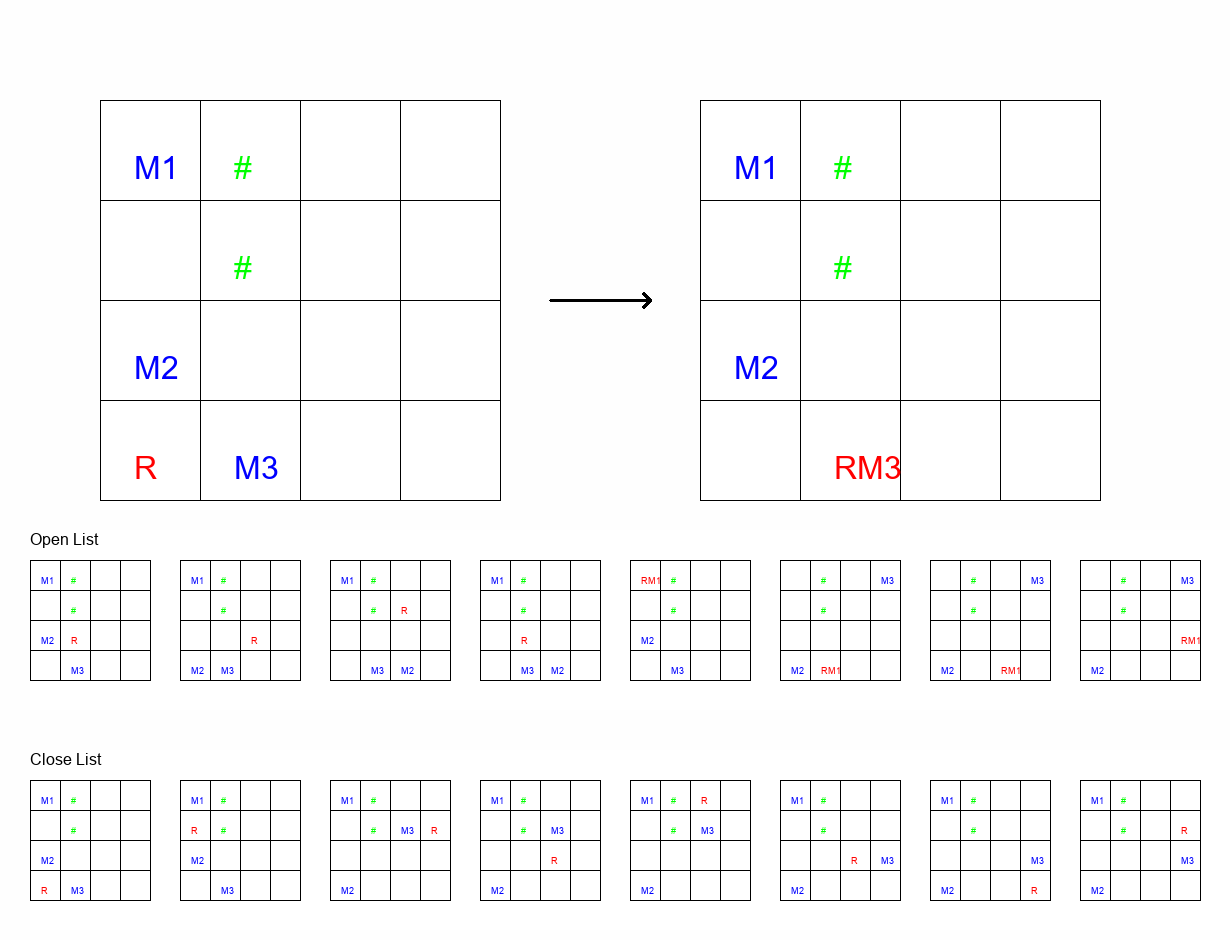 M1 # M1 #
# #
M2 M2
R M3 RM3
Open List
M1 # M1 # M1 # M1 # RM1 # # M3 # M3 # M3
# # # R # # # # #
M2 R R R M2 RM1
M3 M2 M3 M3 M2 M3 M2 M3 M2 RM1 M2 RM1 M2
Close List
M1 # M1 # M1 # M1 # M1 # R M1 # M1 # M1 #
# R # # M3 R # M3 # M3 # # # R
M2 M2 R R M3 M3 M3
R M3 M3 M2 M2 M2 M2 M2 R M2